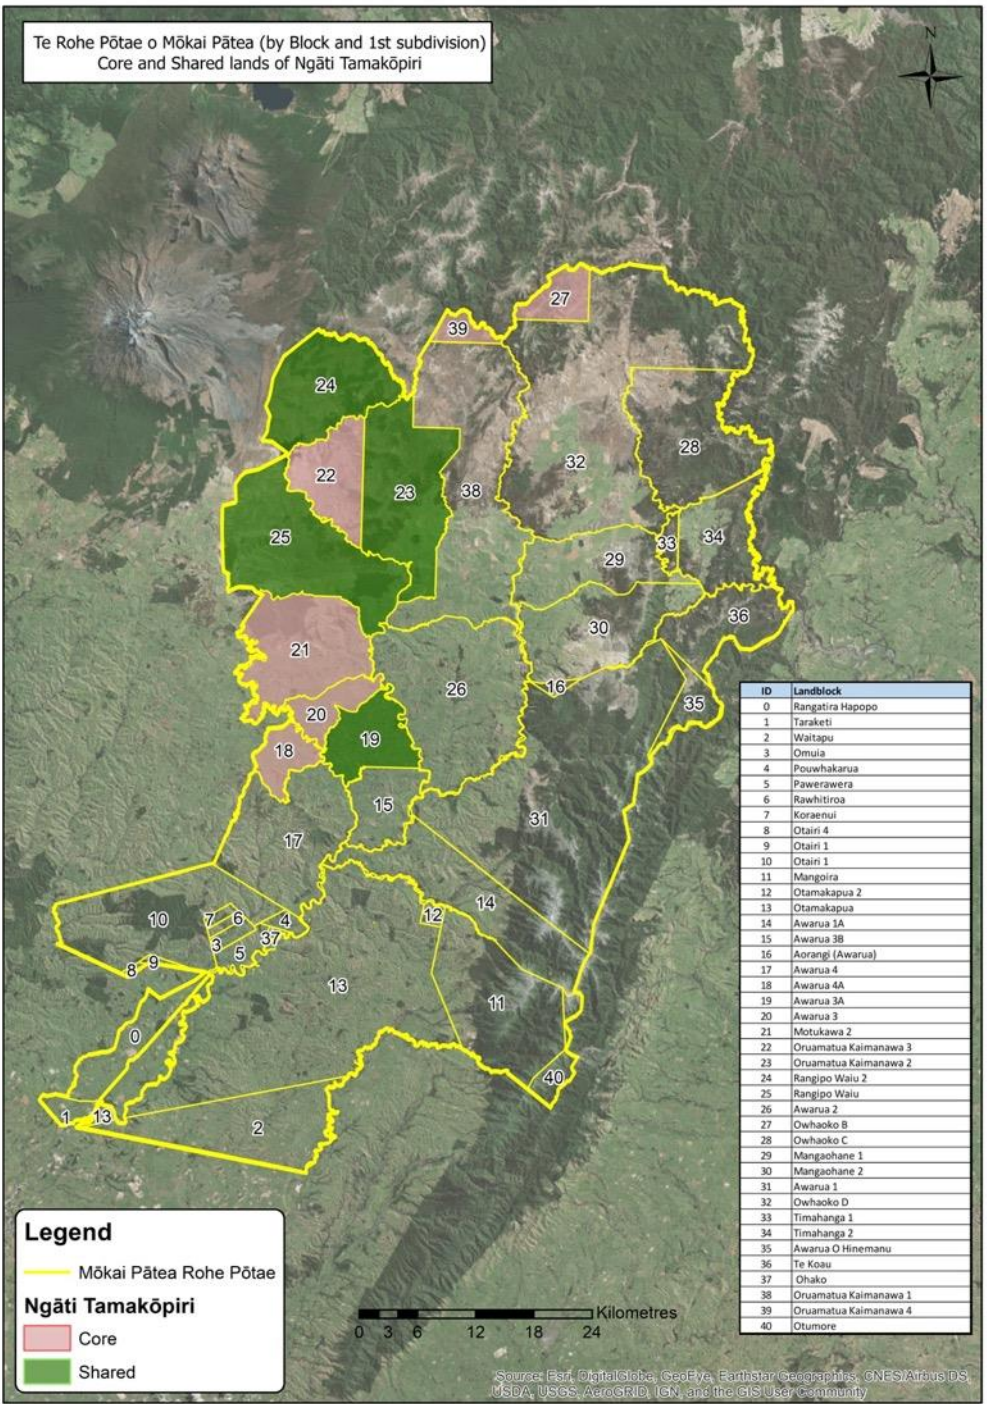 Te Rohe Pōtae o Mōkai Pātea (by Block and 1st subdivision)
Core and Shared lands of Ngāti Tamakōpiri
N
27
39
24
28
22
32
23
38
25
33
34
29
36
30
21
16
26
35
20
19
18
15
31
17
14
12
10
7
6
4
37
3
5
9
8
13
11
0
40
1
13
2
ID Landblock
0 Rangatira Hapopo
1 Taraketi
2 Waitapu
3 Omuia
4 Pouwhakarua
5 Pawerawera
6 Rawhitiroa
7 Koraenui
8 Otairi 4
9 Otairi 1
10 Otairi 1
11 Mangoira
12 Otamakapua 2
13 Otamakapua
14 Awarua 1A
15 Awarua 3B
16 Aorangi (Awarua)
17 Awarua 4
18 Awarua 4A
19 Awarua 3A
20 Awarua 3
21 Motukawa 2
22 Oruamatua Kaimanawa 3
23 Oruamatua Kaimanawa 2
24 Rangipo Waiu 2
25 Rangipo Waiu
26 Awarua 2
27 Owhaoko B
28 Owhaoko C
29 Mangaohane 1
30 Mangaohane 2
31 Awarua 1
32 Owhaoko D
33 Timahanga 1
34 Timahanga 2
35 Awarua O Hinemanu
36 Te Koau
37 Ohako
38 Oruamatua Kaimanawa 1
39 Oruamatua Kaimanawa 4
40 Otumore
Legend
Mōkai Pātea Rohe Pōtae
Ngāti Tamakōpiri
Core
Shared
Kilometres
0 3 6 12 18 24
Source: Esri, DigitalGlobe, GeoEye, Earthstar Geographics, CNES/Airbus DS,
USDA, USGS, AeroGRID, IGN, and the GIS User Community